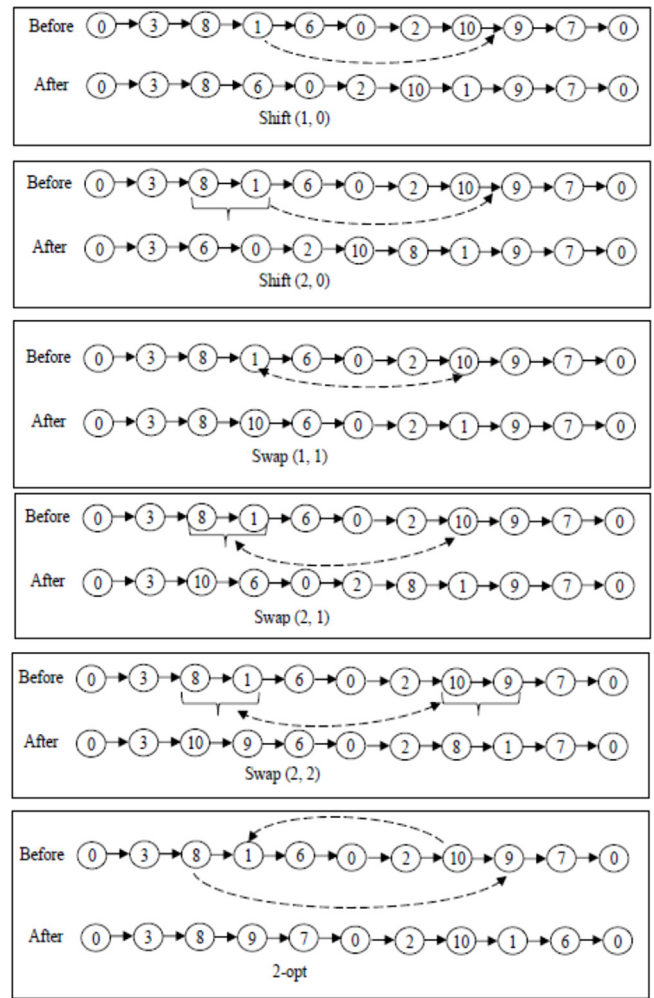 Before 0 3 8 1 6 0 2 10 9 7 0
After 0 3 8 6 0 2 10 1 9 7 0
Shift (1, 0)
Before 0 3 8 1 6 0 2 10 9 7 0
After 0 3 6 0 2 10 8 1 9 7 0
Shift (2, 0)
Before 0 3 8 1 6 0 2 10 9 7 0
After 0 3 8 10 6 0 2 1 9 7 0
Swap (1, 1)
Before 0 3 8 1 6 0 2 10 9 7 0
After 0 3 10 6 0 2 8 1 9 7 0
Swap (2, 1)
Before 0 3 8 1 6 0 2 10 9 7 0
After 0 3 10 9 6 0 2 8 1 7 0
Swap (2, 2)
Before 0 3 8 1 6 0 2 10 9 7 0
After 0 3 8 9 7 0 2 10 1 6 0
2-opt